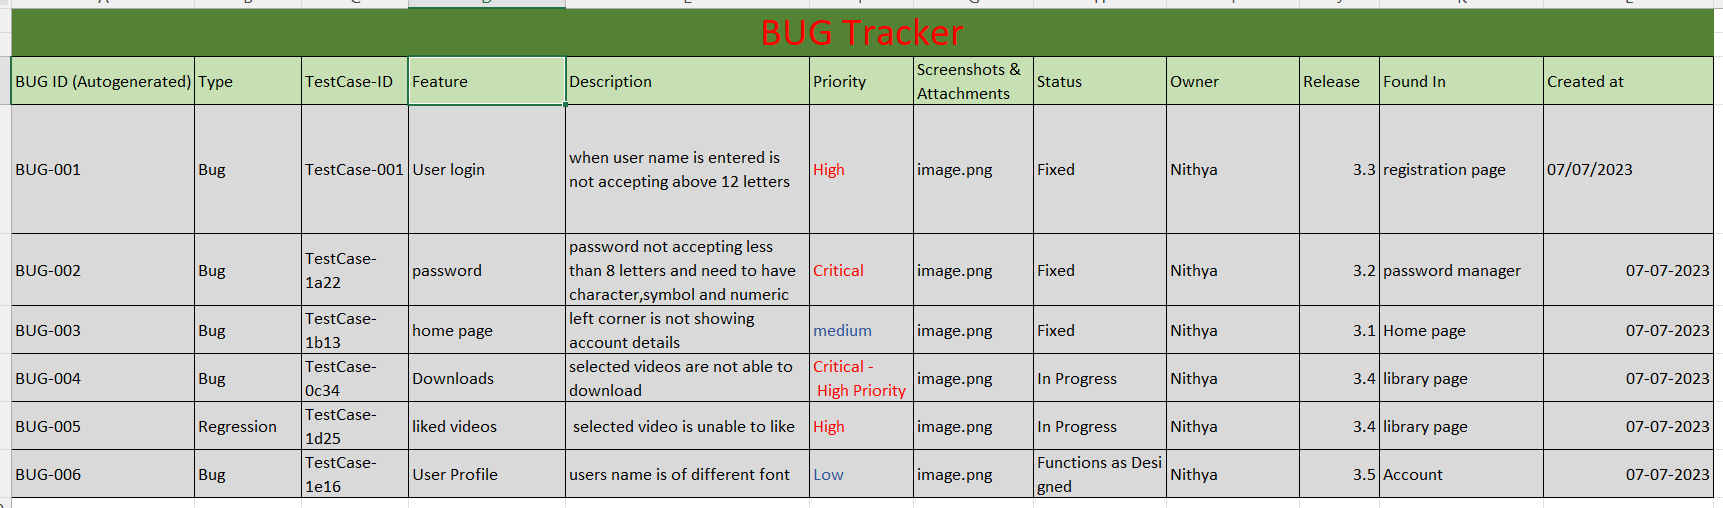 BUG Tracker
BUG ID (Autogenerated) Type TestCase-ID Feature Description Priority Screenshots & Attachments Status Owner Release Found In Created at
BUG-001 Bug TestCase-001 User login when user name is entered is not accepting above 12 letters High image.png Fixed Nithya 3.3 registration page 07/07/2023
BUG-002 Bug TestCase-1a22 password password not accepting less than 8 letters and need to have character,symbol and numeric Critical image.png Fixed Nithya 3.2 password manager 07-07-2023
BUG-003 Bug TestCase-1b13 home page left corner is not showing account details medium image.png Fixed Nithya 3.1 Home page 07-07-2023
BUG-004 Bug TestCase-0c34 Downloads selected videos are not able to download Critical - High Priority image.png In Progress Nithya 3.4 library page 07-07-2023
BUG-005 Regression TestCase-1d25 liked videos selected video is unable to like High image.png In Progress Nithya 3.4 library page 07-07-2023
BUG-006 Bug TestCase-1e16 User Profile users name is of different font Low image.png Functions as Designed Nithya 3.5 Account 07-07-2023